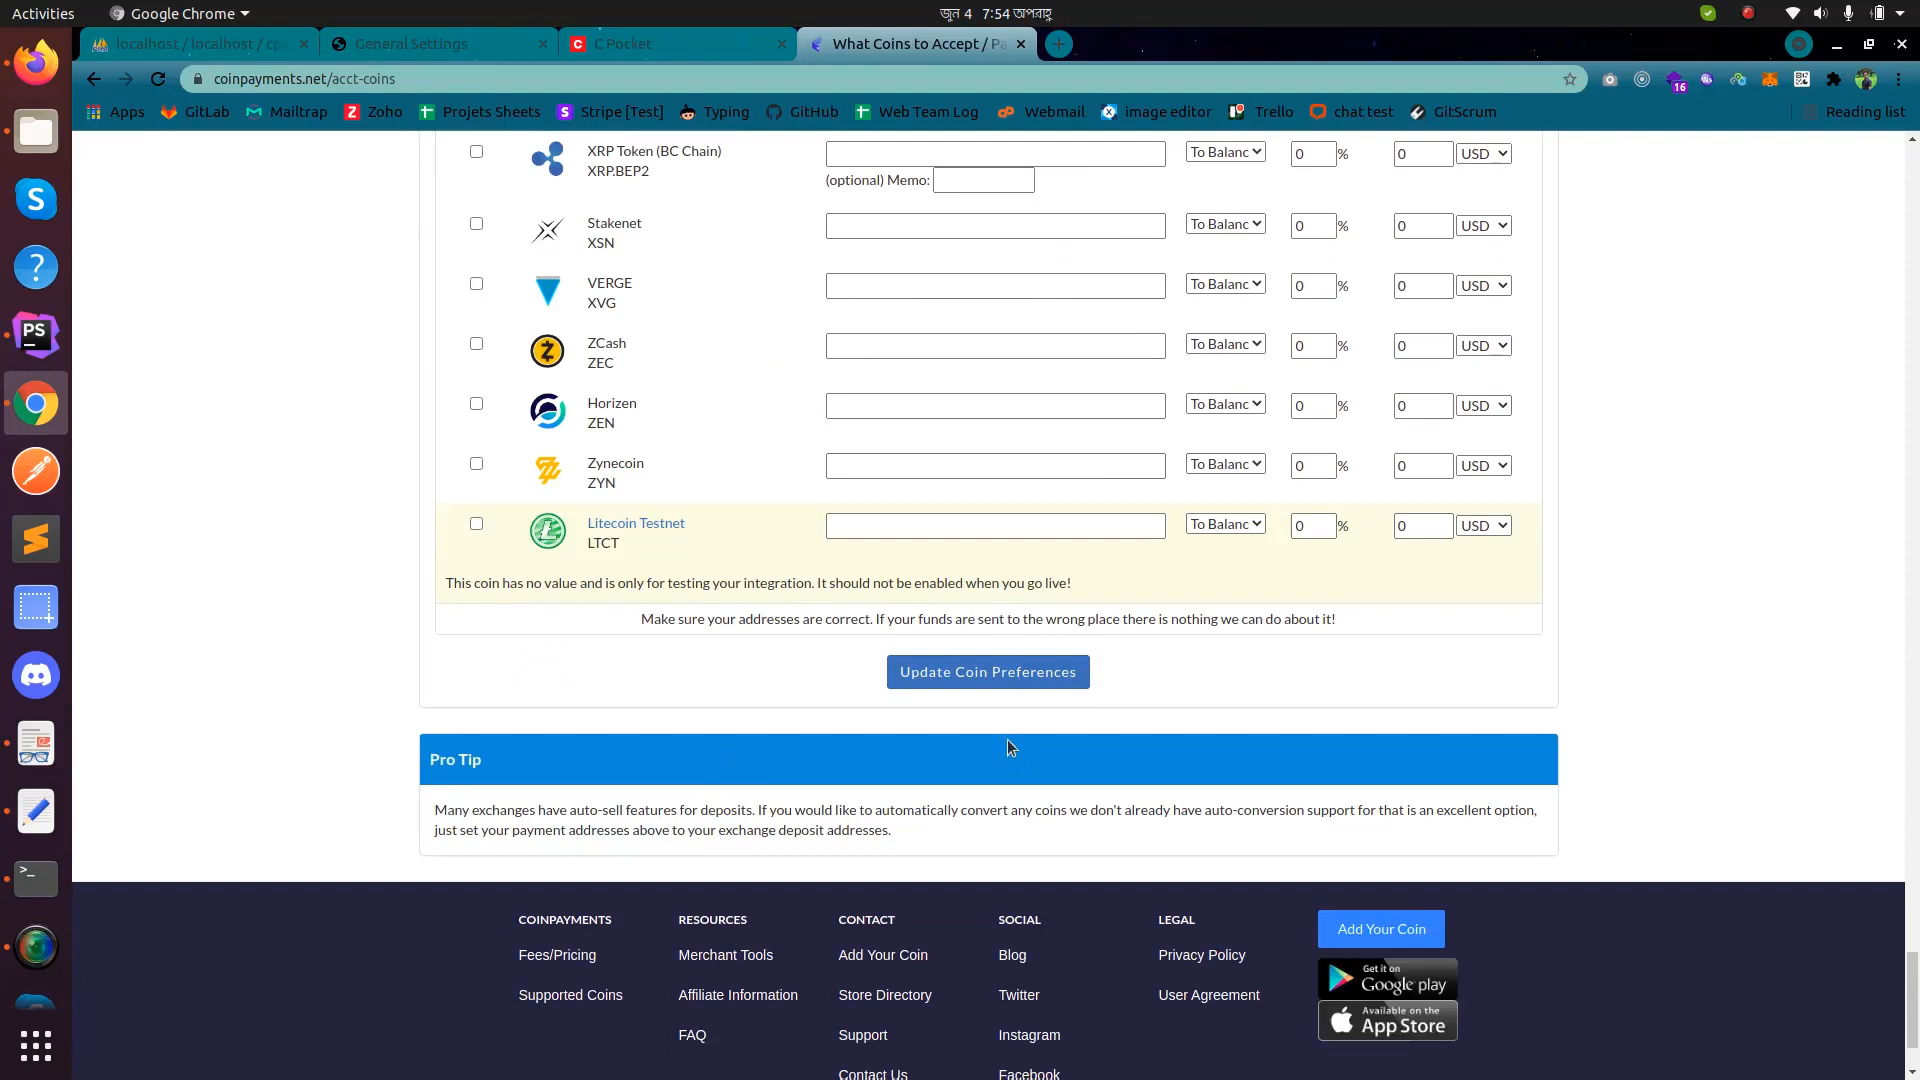 Activities
Google Chrome
জুন 4 7:54 অপরাহ্ণ
localhost / localhost / cp
General Settings
C Pocket
What Coins to Accept / Pa
coinpayments.net/acct-coins
16
Apps
GitLab
Mailtrap
Zoho
Projets Sheets
Stripe [Test]
Typing
GitHub
Web Team Log
Webmail
image editor
Trello
chat test
GitScrum
Reading list
XRP Token (BC Chain)
XRP.BEP2
To Balanc
0 %
0 USD
(optional) Memo:
Stakenet
XSN
To Balanc
0 %
0 USD
VERGE
XVG
To Balanc
0 %
0 USD
ZCash
ZEC
To Balanc
0 %
0 USD
Horizen
ZEN
To Balanc
0 %
0 USD
Zynecoin
ZYN
To Balanc
0 %
0 USD
Litecoin Testnet
LTCT
To Balanc
0 %
0 USD
This coin has no value and is only for testing your integration. It should not be enabled when you go live!
Make sure your addresses are correct. If your funds are sent to the wrong place there is nothing we can do about it!
Update Coin Preferences
Pro Tip
Many exchanges have auto-sell features for deposits. If you would like to automatically convert any coins we don't already have auto-conversion support for that is an excellent option,
just set your payment addresses above to your exchange deposit addresses.
COINPAYMENTS
Fees/Pricing
Supported Coins
RESOURCES
Merchant Tools
Affiliate Information
FAQ
CONTACT
Add Your Coin
Store Directory
Support
Contact Us
SOCIAL
Blog
Twitter
Instagram
Facebook
LEGAL
Privacy Policy
User Agreement
Add Your Coin
Get it on
Google play
Available on the
App Store